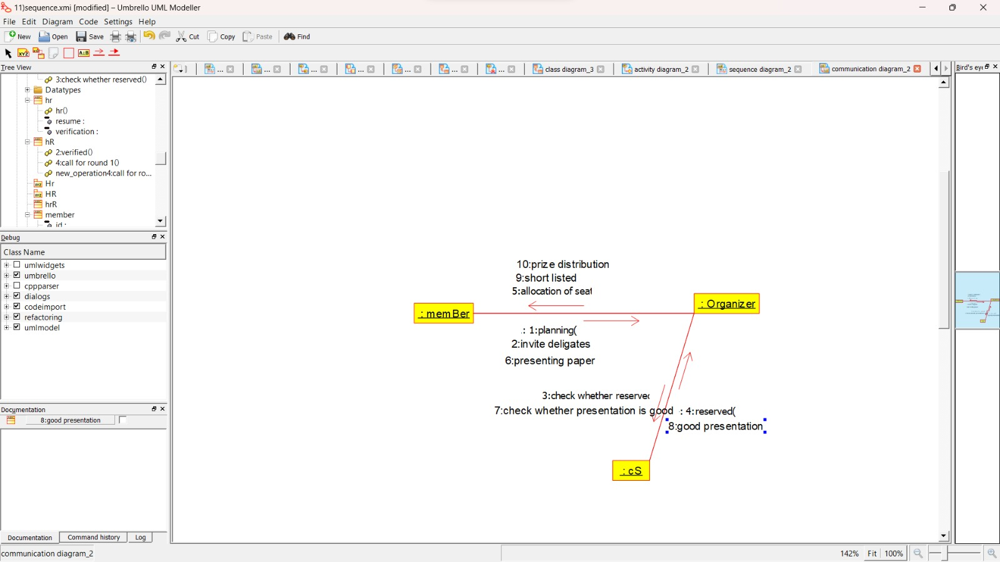 11)sequence.xmi [modified] – Umbrello UML Modeller
File Edit Diagram Code Settings Help
New Open Save Cut Copy Paste Find
XYZ A:B
Tree View
3:check whether reserved()
Datatypes
hr
hr()
resume :
verification :
hR
2:verified()
4:call for round 1()
new_operation4:call for ro...
Hr
HR
hrR
member
id :
Debug
Class Name
umlwidgets
umbrello
cppparser
dialogs
codeimport
refactoring
umlmodel
Documentation
8:good presentation
Documentation Command history Log
communication diagram_2
... ... ... ... ... ... ... class diagram_3 activity diagram_2 sequence diagram_2 communication diagram_2
10:prize distribution
9:short listed
5:allocation of seat
: memBer
: Organizer
: 1:planning(
2:invite deligates
6:presenting paper
3:check whether reserved
7:check whether presentation is good
: 4:reserved(
8:good presentation
: cS
Bird's eye
142% Fit 100%